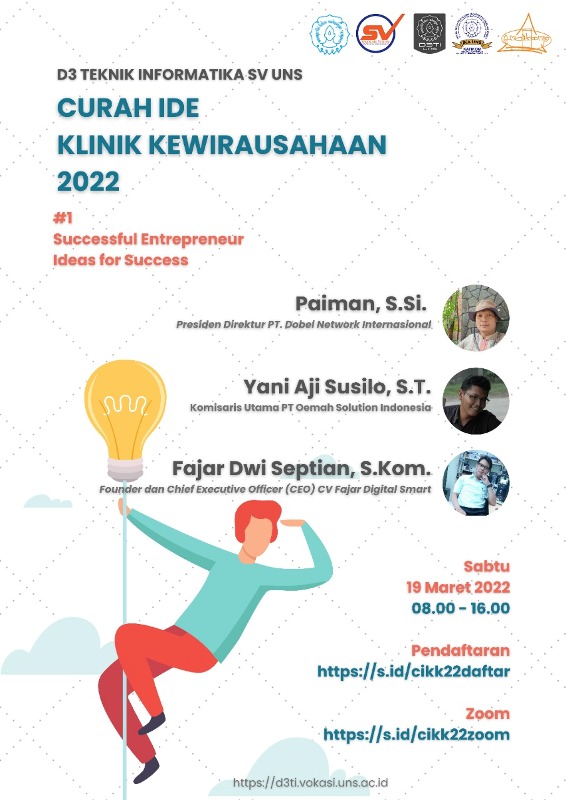 D3 TEKNIK INFORMATIKA SV UNS
CURAH IDE
KLINIK KEWIRAUSAHAAN
2022
#1
Successful Entrepreneur
Ideas for Success
Paiman, S.Si.
Presiden Direktur PT. Dobel Network Internasional
Yani Aji Susilo, S.T.
Komisaris Utama PT Oemah Solution Indonesia
Fajar Dwi Septian, S.Kom.
Founder dan Chief Executive Officer (CEO) CV Fajar Digital Smart
Sabtu
19 Maret 2022
08.00 - 16.00
Pendaftaran
https://s.id/cikk22daftar
Zoom
https://s.id/cikk22zoom
https://d3ti.vokasi.uns.ac.id